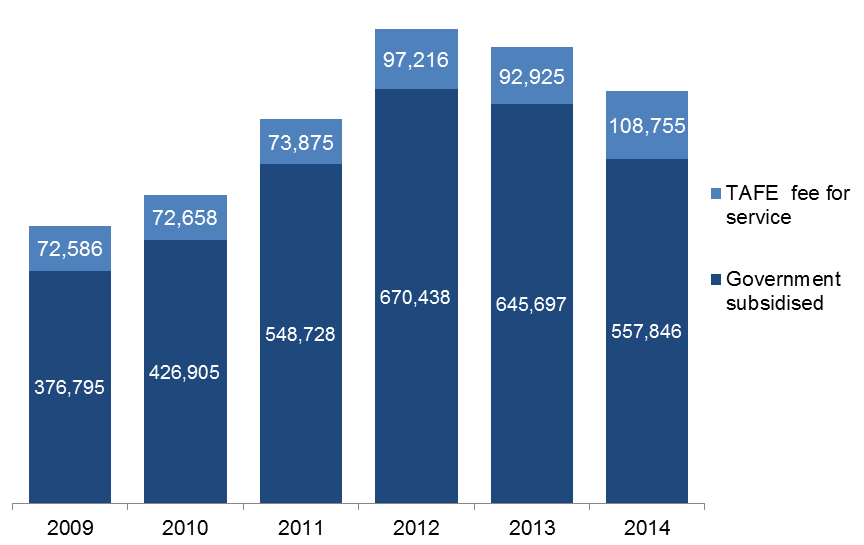 97,216
92,925
108,755
73,875
72,658
72,586
TAFE fee for
service
Government
subsidised
670,438
645,697
557,846
548,728
426,905
376,795
2009 2010 2011 2012 2013 2014